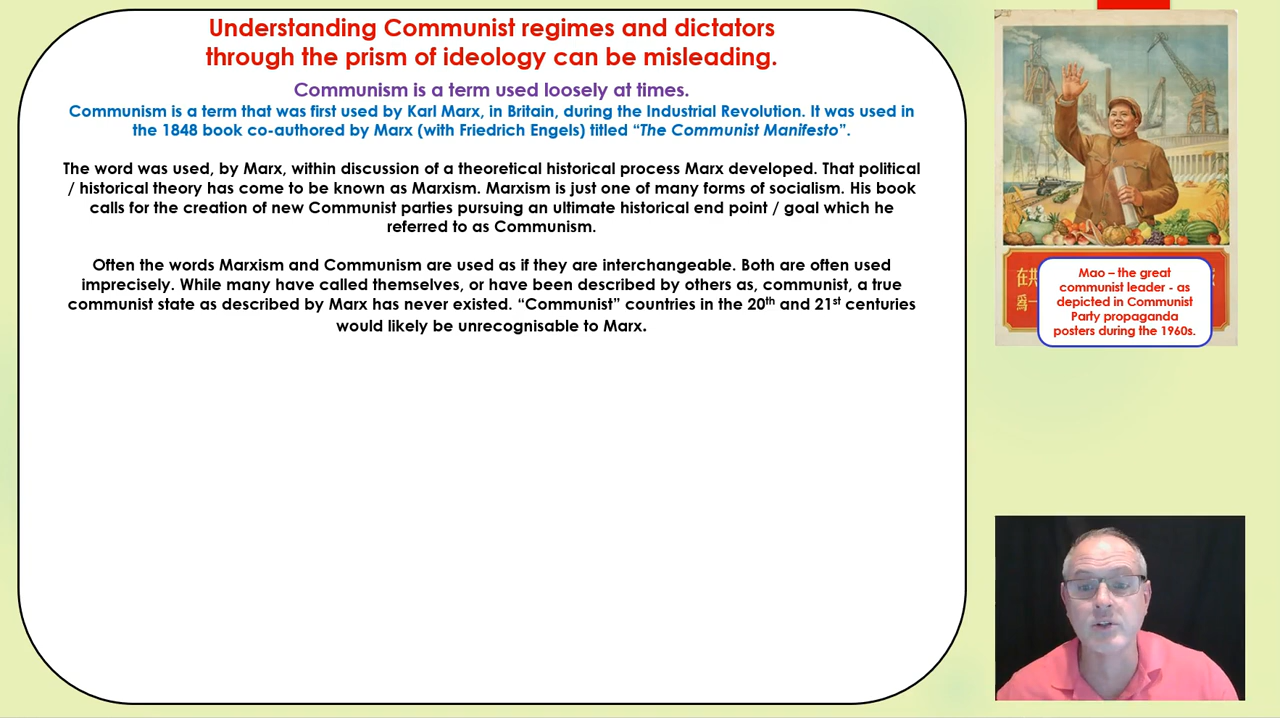 Understanding Communist regimes and dictators
through the prism of ideology can be misleading.
Communism is a term used loosely at times.
Communism is a term that was first used by Karl Marx, in Britain, during the Industrial Revolution. It was used in
the 1848 book co-authored by Marx (with Friedrich Engels) titled “The Communist Manifesto”.
The word was used, by Marx, within discussion of a theoretical historical process Marx developed. That political
/ historical theory has come to be known as Marxism. Marxism is just one of many forms of socialism. His book
calls for the creation of new Communist parties pursuing an ultimate historical end point / goal which he
referred to as Communism.
Often the words Marxism and Communism are used as if they are interchangeable. Both are often used
imprecisely. While many have called themselves, or have been described by others as, communist, a true
communist state as described by Marx has never existed. “Communist” countries in the 20th and 21st centuries
would likely be unrecognisable to Marx.
Mao – the great
communist leader - as
depicted in Communist
Party propaganda
posters during the 1960s.